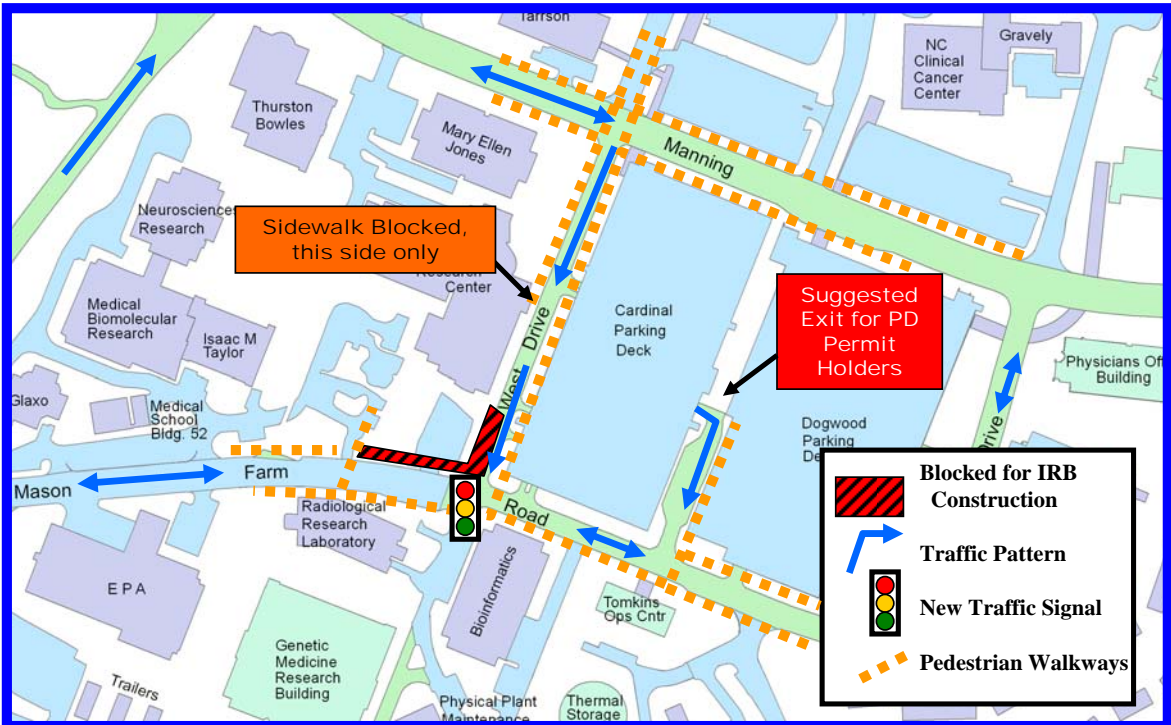 Tarrson
Gravely
NC
Clinical
Cancer
Center
Thurston
Bowles
Mary Ellen
Jones
Manning
Neurosciences
Research
Sidewalk Blocked,
this side only
Research
Center
Suggested
Exit for PD
Permit
Holders
Cardinal
Parking
Deck
Medical
Biomolecular
Research
Isaac M
Taylor
West Drive
Physicians Off
Building
Glaxo
Medical
School
Bldg. 52
Dogwood
Parking
De
Drive
Mason Farm Road
Radiological
Research
Laboratory
Bioinformatics
E P A
Tomkins
Ops Cntr
Genetic
Medicine
Research
Building
Trailers
Physical Plant
Maintenance
Thermal
Storage
Blocked for IRB
Construction
Traffic Pattern
New Traffic Signal
Pedestrian Walkways